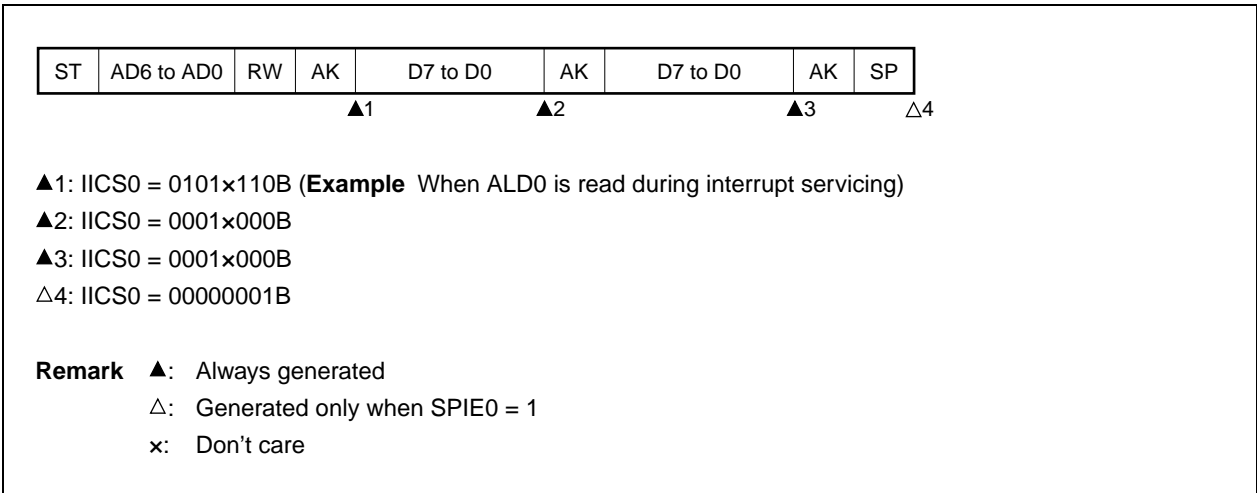 ST AD6 to AD0 RW AK D7 to D0 AK D7 to D0 AK SP
▲1 ▲2 ▲3 △4
▲1: IICS0 = 0101×110B (Example When ALD0 is read during interrupt servicing)
▲2: IICS0 = 0001×000B
▲3: IICS0 = 0001×000B
△4: IICS0 = 00000001B
Remark ▲: Always generated
△: Generated only when SPIE0 = 1
×: Don't care